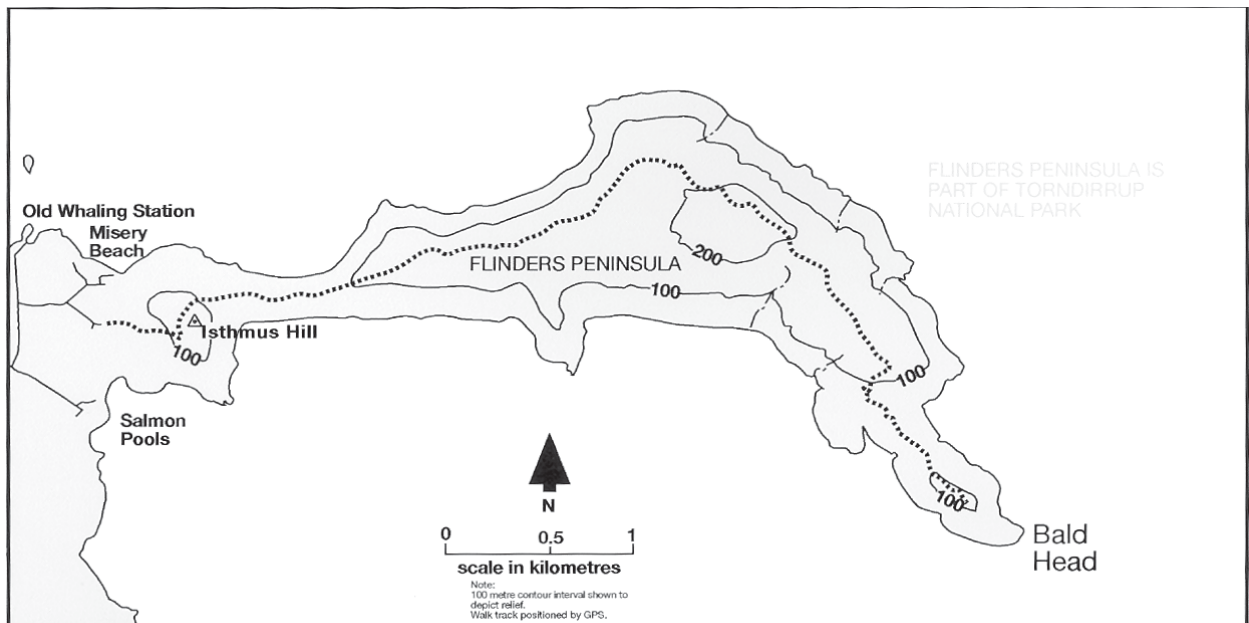 FLINDERS PENINSULA IS
PART OF TORNDIRRUP
NATIONAL PARK
Old Whaling Station
Misery
Beach
200
FLINDERS PENINSULA
100
Isthmus Hill
100
100
Salmon
Pools
100
N
0 0.5 1
scale in kilometres
Bald
Head
Note:
100 metre contour interval shown to
depict relief.
Walk track positioned by GPS.